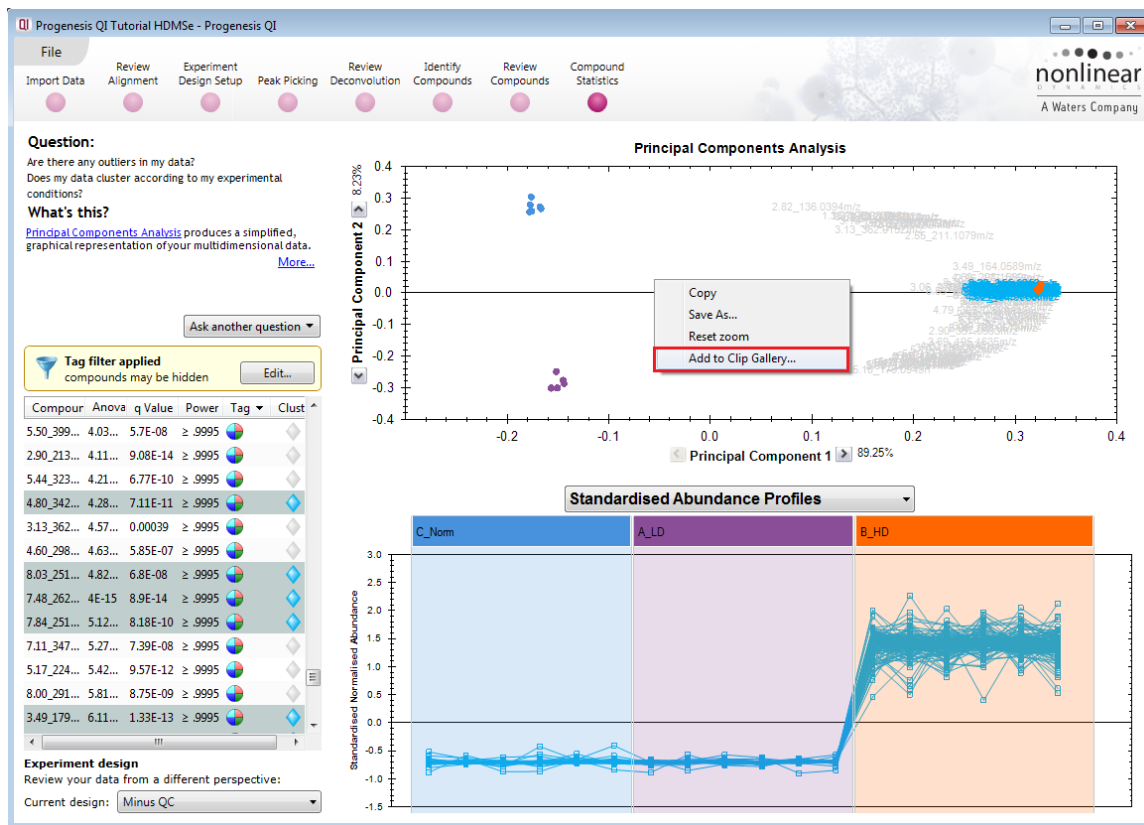 Progenesis QI Tutorial HDMSe - Progenesis QI
File
Import Data
Review Alignment
Experiment Design Setup
Peak Picking
Review Deconvolution
Identify Compounds
Review Compounds
Compound Statistics
nonlinear
DYNAMICS
A Waters Company
Question:
Are there any outliers in my data?
Does my data cluster according to my experimental
conditions?
What's this?
Principal Components Analysis produces a simplified,
graphical representation of your multidimensional data.
More...
Ask another question
Tag filter applied
compounds may be hidden
Edit...
Compour Anova q Value Power Tag Clust
5.50_399... 4.03... 5.7E-08 ≥ .9995
2.90_213... 4.11... 9.08E-14 ≥ .9995
5.44_323... 4.21... 6.77E-10 ≥ .9995
4.80_342... 4.28... 7.11E-11 ≥ .9995
3.13_362... 4.57... 0.00039 ≥ .9995
4.60_298... 4.63... 5.85E-07 ≥ .9995
8.03_251... 4.82... 6.8E-08 ≥ .9995
7.48_262... 4E-15 8.9E-14 ≥ .9995
7.84_251... 5.12... 8.18E-10 ≥ .9995
7.11_347... 5.27... 7.39E-08 ≥ .9995
5.17_224... 5.42... 9.57E-12 ≥ .9995
8.00_291... 5.81... 8.75E-09 ≥ .9995
3.49_179... 6.11... 1.33E-13 ≥ .9995
Experiment design
Review your data from a different perspective:
Current design: Minus QC
Principal Components Analysis
Principal Component 2 8.23%
0.4
0.3
0.2
0.1
0.0
-0.1
-0.2
-0.3
-0.4
2.82_136.0394m/z
2.55_211.1079m/z
3.49_164.0589m/z
Copy
Save As...
Reset zoom
Add to Clip Gallery...
-0.2 -0.1 0.0 0.1 0.2 0.3 0.4
Principal Component 1 89.25%
Standardised Abundance Profiles
C_Nom A_LD B_HD
Standardised Normalised Abundance
3.0
2.5
2.0
1.5
1.0
0.5
0.0
-0.5
-1.0
-1.5